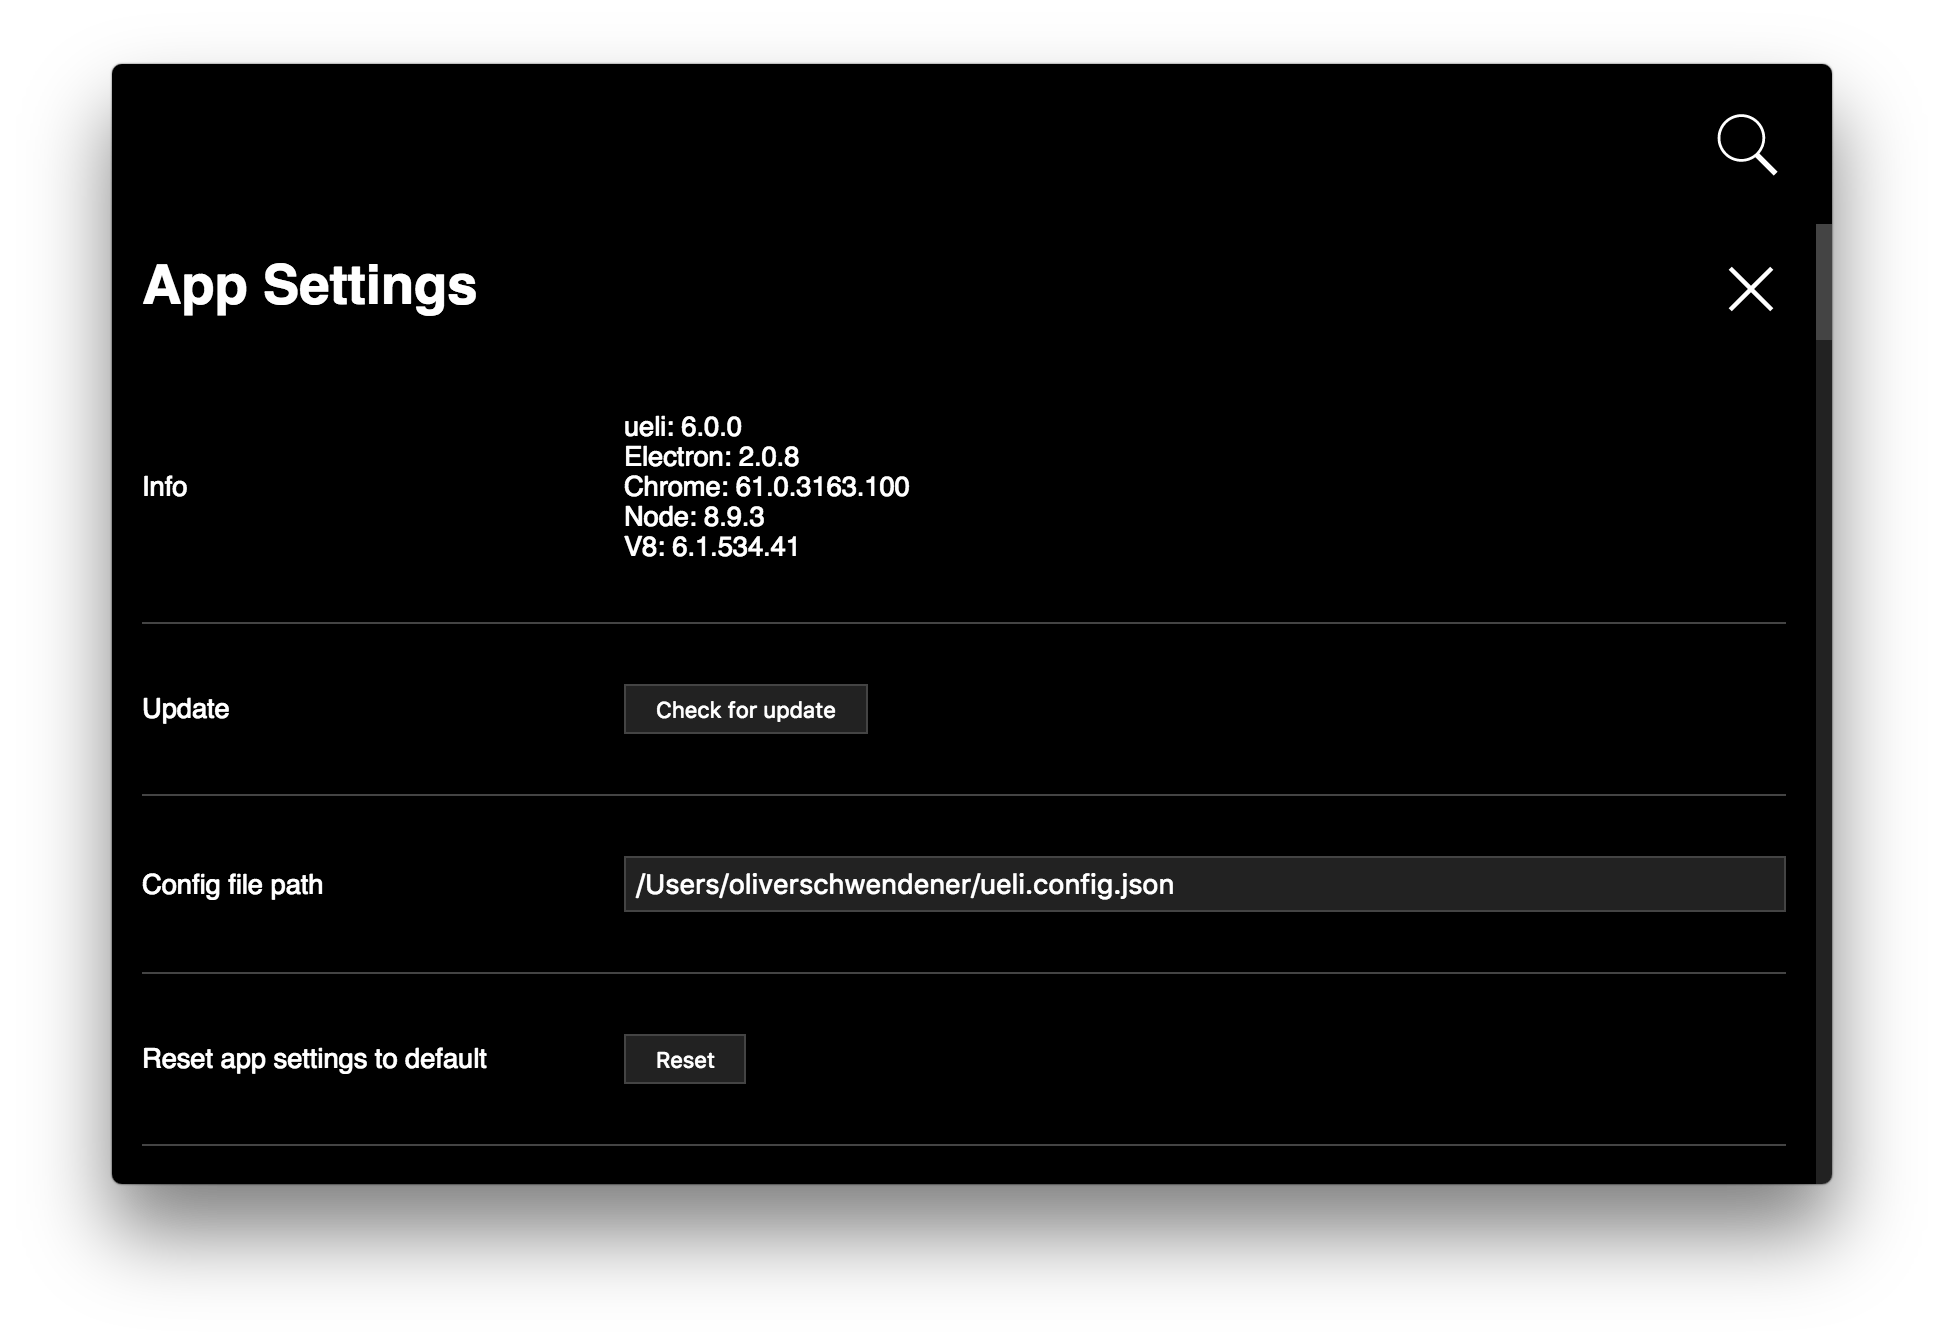 App Settings
Info
ueli: 6.0.0
Electron: 2.0.8
Chrome: 61.0.3163.100
Node: 8.9.3
V8: 6.1.534.41
Update
Check for update
Config file path
/Users/oliverschwendener/ueli.config.json
Reset app settings to default
Reset